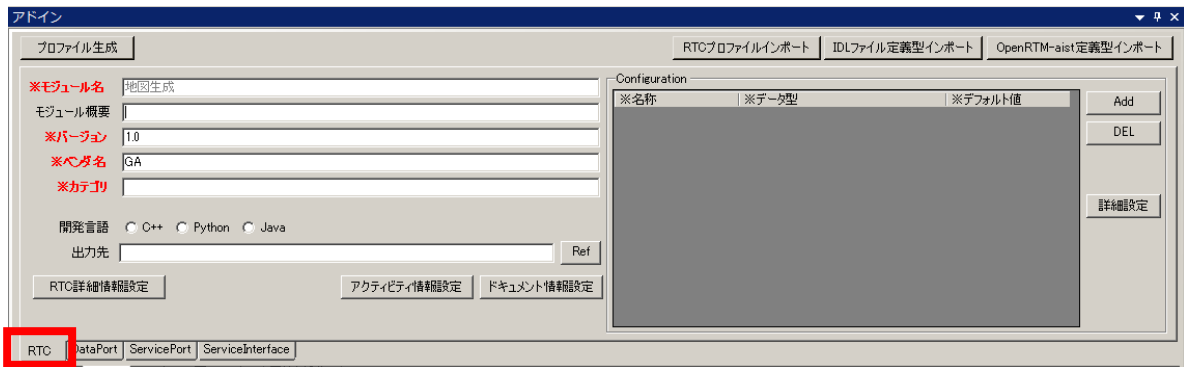 アドイン
プロファイル生成 RTCプロファイルインポート IDLファイル定義型インポート OpenRTM-aist定義型インポート
※モジュール名 地図生成
モジュール概要
※バージョン 1.0
※ベンダ名 GA
※カテゴリ
開発言語 C++ Python Java
出力先 Ref
RTC詳細情報設定 アクティビティ情報設定 ドキュメント情報設定
Configuration
※名称 ※データ型 ※デフォルト値 Add
DEL
詳細設定
RTC DataPort ServicePort ServiceInterface